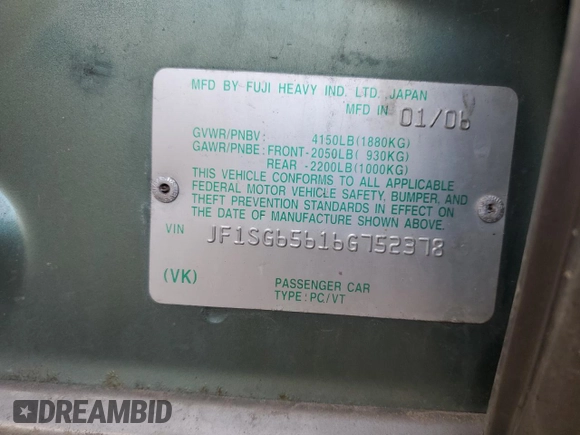 MFD BY FUJI HEAVY IND. LTD. JAPAN
MFD IN 01/06
GVWR/PNBV: 4150LB(1880KG)
GAWR/PNBE: FRONT-2050LB( 930KG)
REAR -2200LB(1000KG)
THIS VEHICLE CONFORMS TO ALL APPLICABLE
FEDERAL MOTOR VEHICLE SAFETY, BUMPER, AND
THEFT PREVENTION STANDARDS IN EFFECT ON
THE DATE OF MANUFACTURE SHOWN ABOVE.
VIN JF1SG65616G752378
(VK) PASSENGER CAR
TYPE:PC/VT
DREAMBID